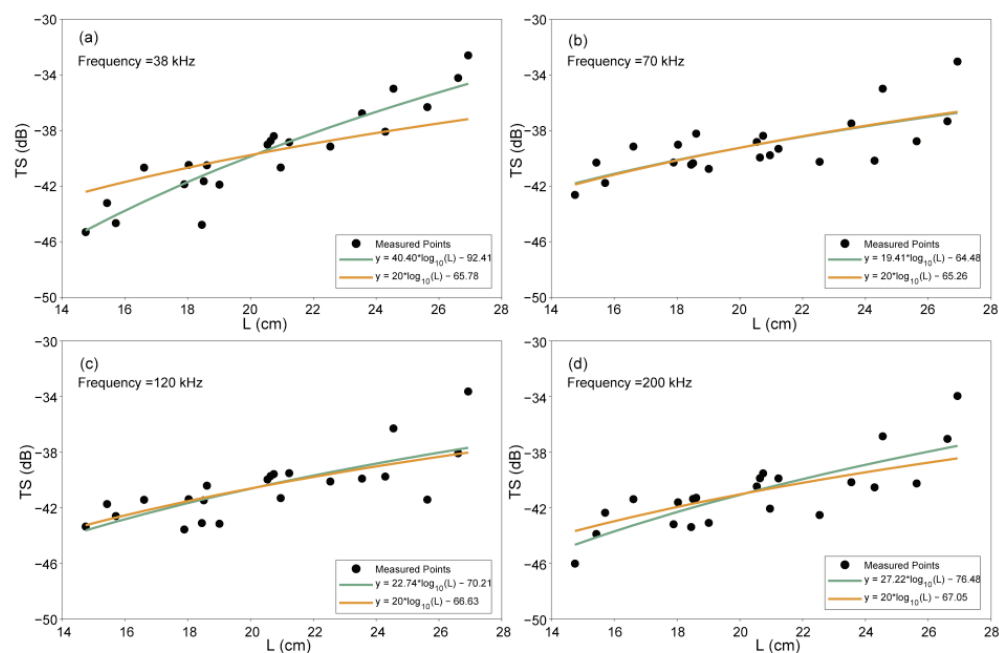 (a)
Frequency =38 kHz
−30
−34
−38
−42
−46
−50
TS (dB)
Measured Points
y = 40.40*log10(L) − 92.41
y = 20*log10(L) − 65.78
14 16 18 20 22 24 26 28
L (cm)
(b)
Frequency =70 kHz
−30
−34
−38
−42
−46
−50
TS (dB)
Measured Points
y = 19.41*log10(L) − 64.48
y = 20*log10(L) − 65.26
14 16 18 20 22 24 26 28
L (cm)
(c)
Frequency =120 kHz
−30
−34
−38
−42
−46
−50
TS (dB)
Measured Points
y = 22.74*log10(L) − 70.21
y = 20*log10(L) − 66.63
14 16 18 20 22 24 26 28
L (cm)
(d)
Frequency =200 kHz
−30
−34
−38
−42
−46
−50
TS (dB)
Measured Points
y = 27.22*log10(L) − 76.48
y = 20*log10(L) − 67.05
14 16 18 20 22 24 26 28
L (cm)